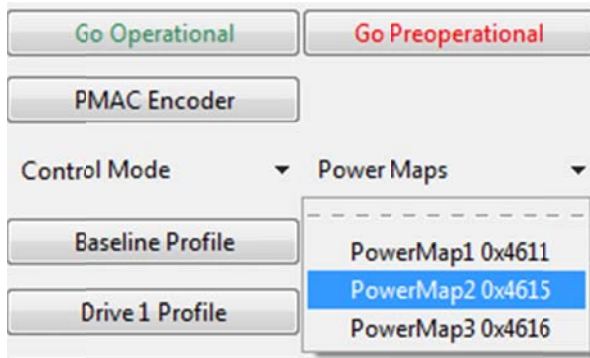 Go Operational
Go Preoperational
PMAC Encoder
Control Mode
Power Maps
Baseline Profile
PowerMap1 0x4611
PowerMap2 0x4615
Drive 1 Profile
PowerMap3 0x4616